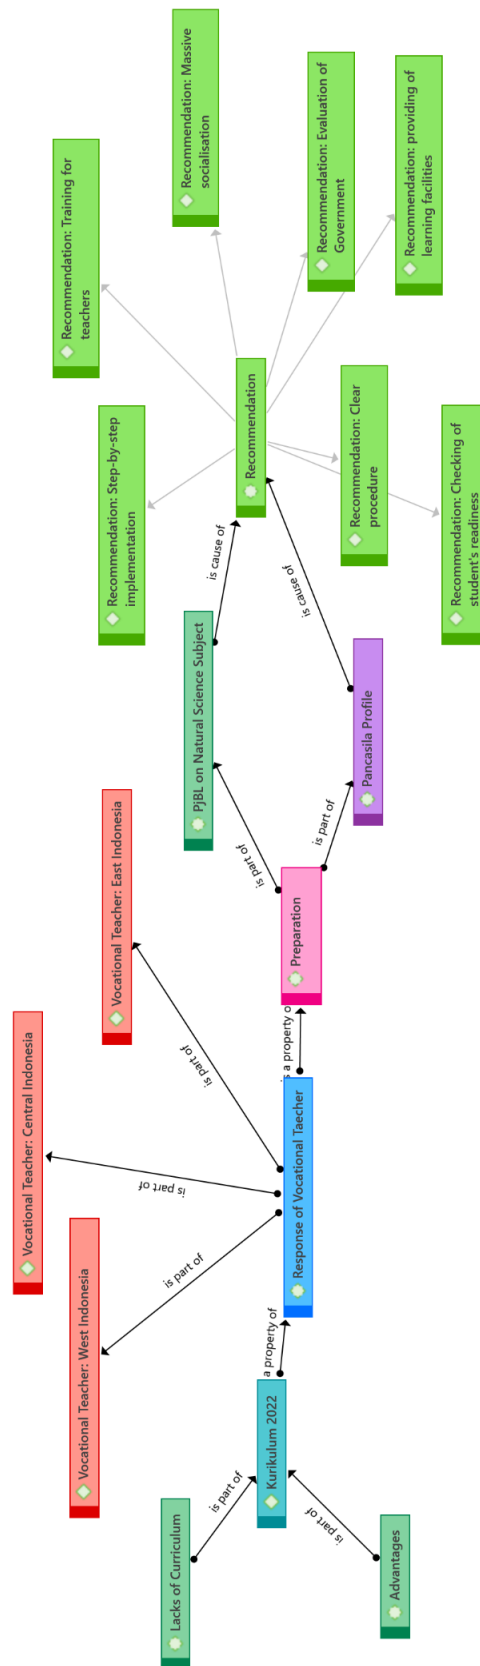 Lacks of Curriculum
is part of
Advantages
is part of
Kurikulum 2022
a property of
Response of Vocational Taecher
is part of
Vocational Teacher: West Indonesia
is part of
Vocational Teacher: Central Indonesia
is part of
Vocational Teacher: East Indonesia
a property of
Preparation
is part of
PjBL on Natural Science Subject
is part of
Pancasila Profile
is cause of
is cause of
Recommendation
Recommendation: Step-by-step
implementation
Recommendation: Training for
teachers
Recommendation: Massive
socialisation
Recommendation: Evaluation of
Government
Recommendation: providing of
learning facilities
Recommendation: Clear
procedure
Recommendation: Checking of
student's readiness